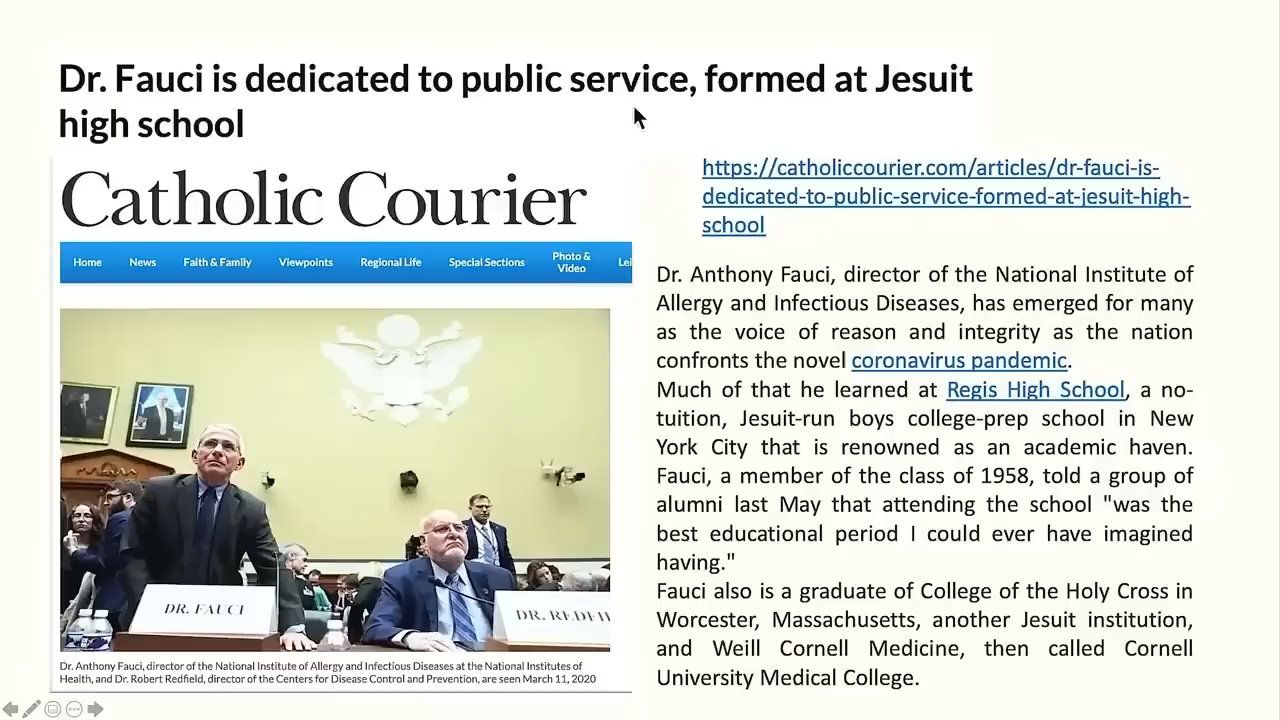 Dr. Fauci is dedicated to public service, formed at Jesuit
high school
Catholic Courier
Home News Faith & Family Viewpoints Regional Life Special Sections Photo & Video Lei
DR. FAUCI
DR. REDFI
Dr. Anthony Fauci, director of the National Institute of Allergy and Infectious Diseases at the National Institutes of
Health, and Dr. Robert Redfield, director of the Centers for Disease Control and Prevention, are seen March 11, 2020
https://catholiccourier.com/articles/dr-fauci-is-
dedicated-to-public-service-formed-at-jesuit-high-
school
Dr. Anthony Fauci, director of the National Institute of
Allergy and Infectious Diseases, has emerged for many
as the voice of reason and integrity as the nation
confronts the novel coronavirus pandemic.
Much of that he learned at Regis High School, a no-
tuition, Jesuit-run boys college-prep school in New
York City that is renowned as an academic haven.
Fauci, a member of the class of 1958, told a group of
alumni last May that attending the school "was the
best educational period I could ever have imagined
having."
Fauci also is a graduate of College of the Holy Cross in
Worcester, Massachusetts, another Jesuit institution,
and Weill Cornell Medicine, then called Cornell
University Medical College.